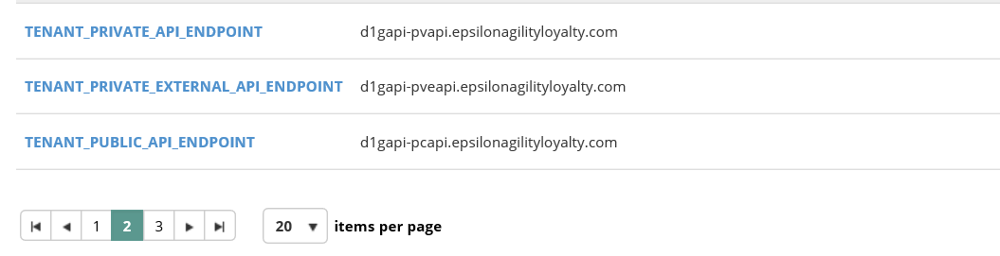 TENANT_PRIVATE_API_ENDPOINT d1gapi-pvapi.epsilonagilityloyalty.com
TENANT_PRIVATE_EXTERNAL_API_ENDPOINT d1gapi-pveapi.epsilonagilityloyalty.com
TENANT_PUBLIC_API_ENDPOINT d1gapi-pcapi.epsilonagilityloyalty.com
1 2 3 20 items per page